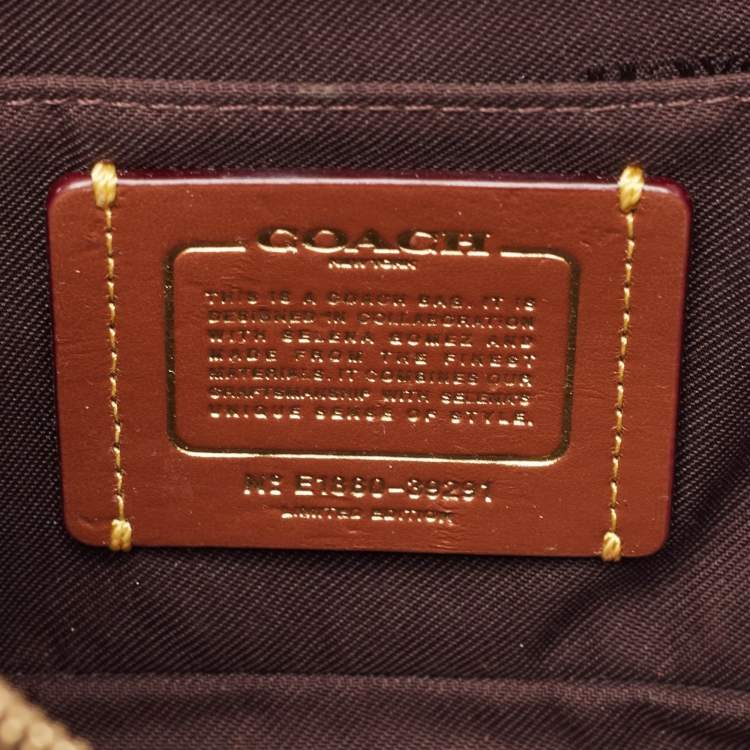 COACH
NEW YORK
THIS IS A COACH BAG. IT IS
DESIGNED IN COLLABORATION
WITH SELENA GOMEZ AND
MADE FROM THE FINEST
MATERIALS. IT COMBINES OUR
CRAFTSMANSHIP WITH SELENA'S
UNIQUE SENSE OF STYLE.
Nº E1880-39291
LIMITED EDITION